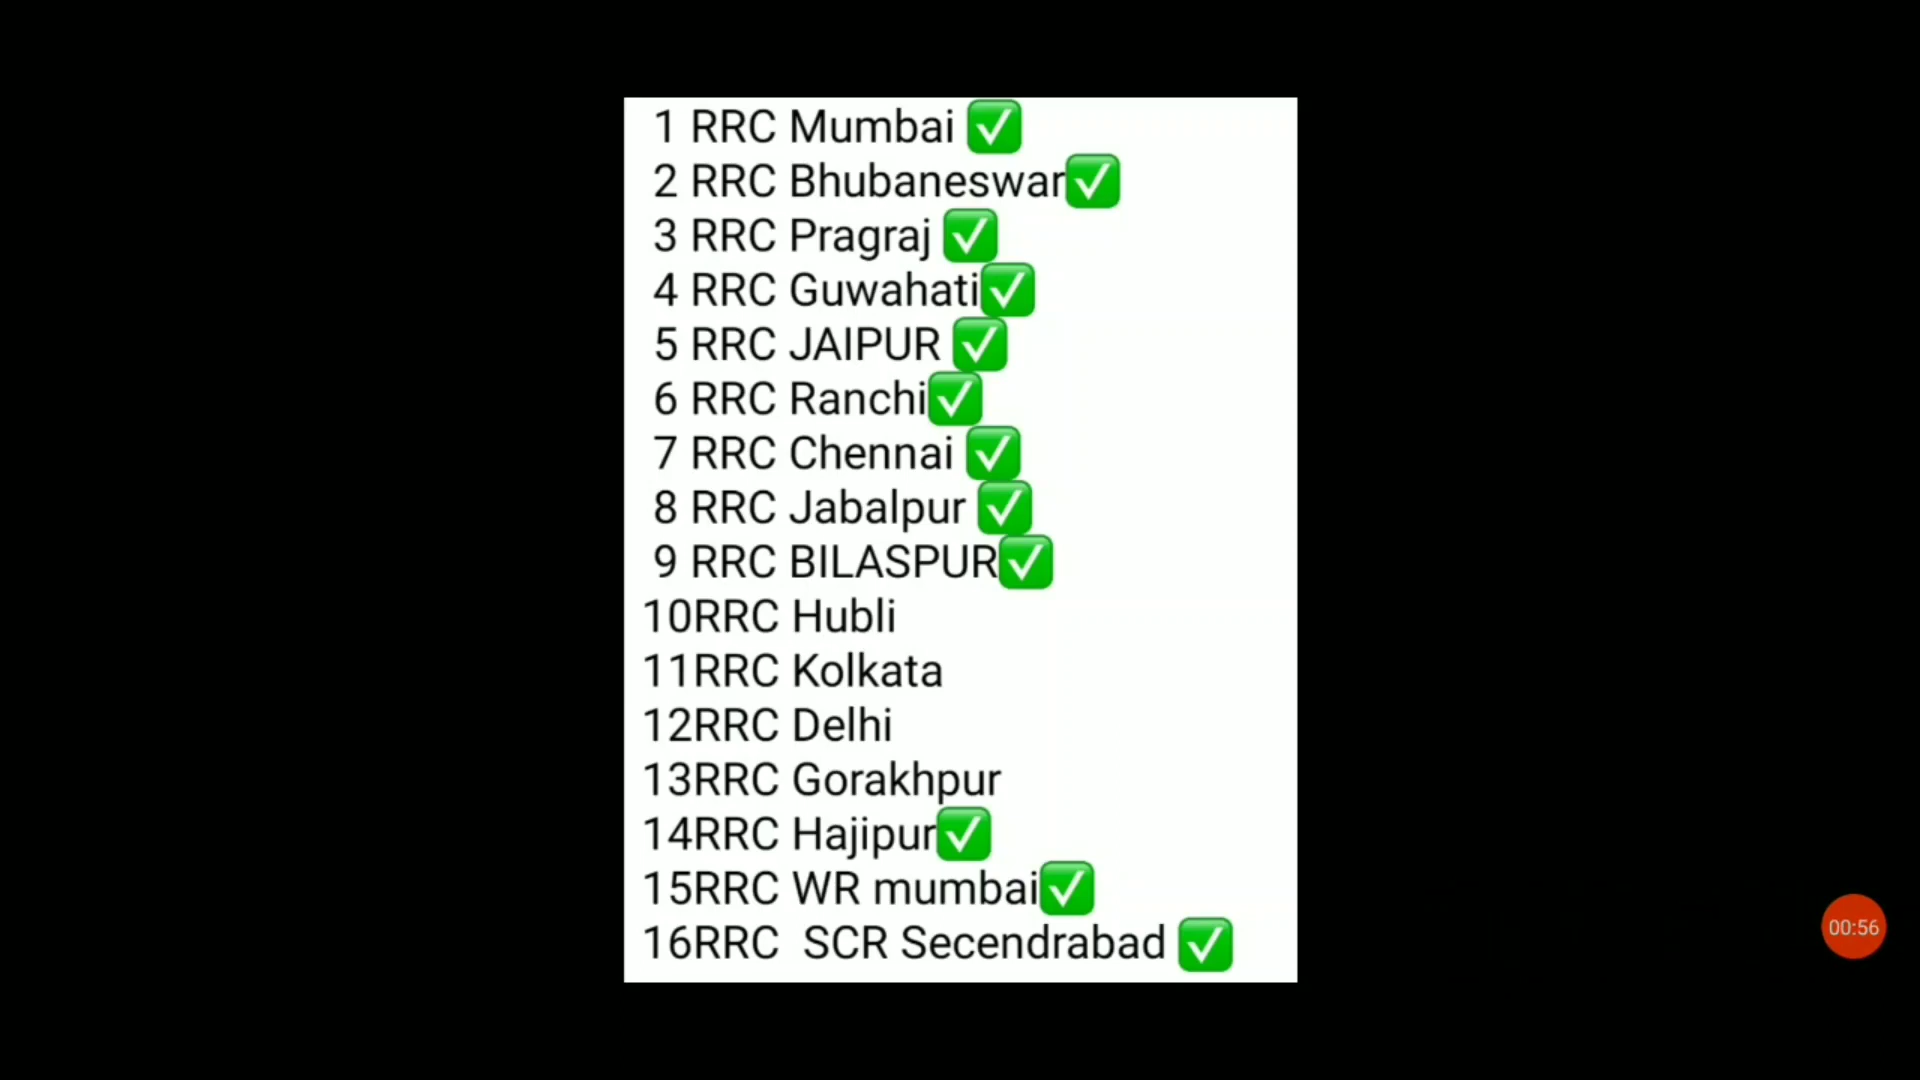 1 RRC Mumbai ✅
2 RRC Bhubaneswar✅
3 RRC Pragraj ✅
4 RRC Guwahati✅
5 RRC JAIPUR ✅
6 RRC Ranchi✅
7 RRC Chennai ✅
8 RRC Jabalpur ✅
9 RRC BILASPUR✅
10RRC Hubli
11RRC Kolkata
12RRC Delhi
13RRC Gorakhpur
14RRC Hajipur✅
15RRC WR mumbai✅
16RRC  SCR Secendrabad ✅
00:56